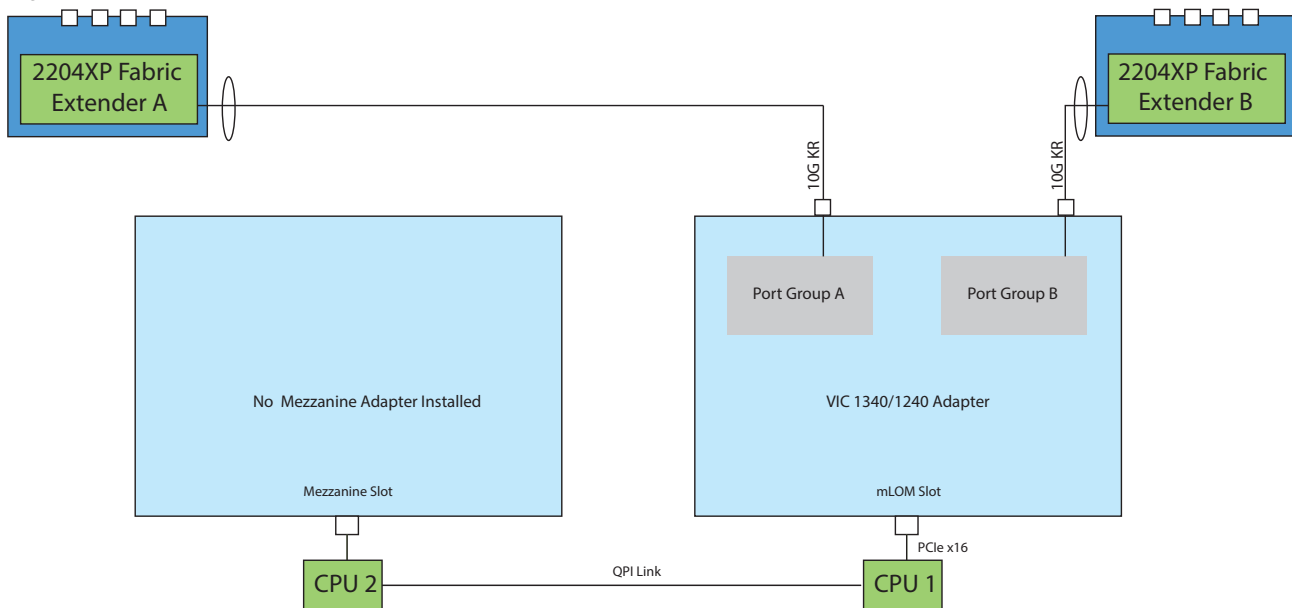 2204XP Fabric
Extender A
2204XP Fabric
Extender B
10G KR
10G KR
Port Group A
Port Group B
No Mezzanine Adapter Installed
VIC 1340/1240 Adapter
Mezzanine Slot
mLOM Slot
PCIe x16
QPI Link
CPU 2
CPU 1